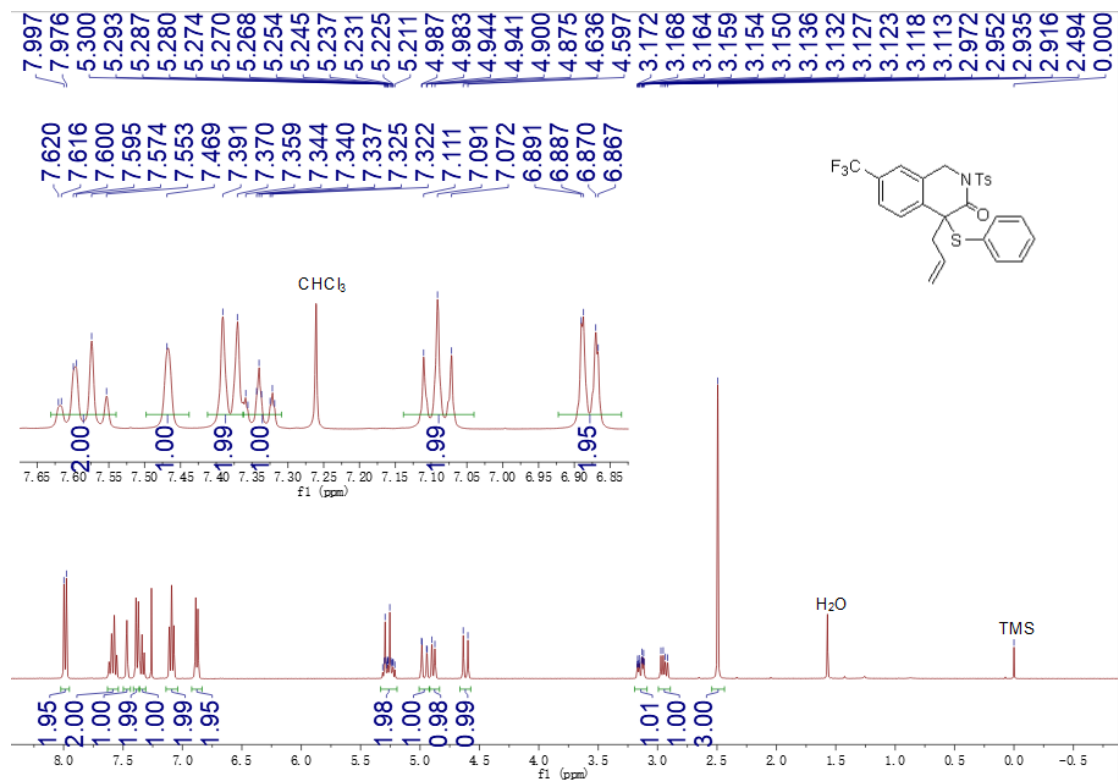 7.997 7.976 5.300 5.293 5.287 5.280 5.274 5.270 5.268 5.254 5.245 5.237 5.231 5.225 5.211 4.987 4.983 4.944 4.941 4.900 4.875 4.636 4.597 3.172 3.168 3.164 3.159 3.154 3.150 3.136 3.132 3.127 3.123 3.118 3.113 2.972 2.952 2.935 2.916 2.494 0.000
7.620 7.616 7.600 7.595 7.574 7.553 7.469 7.391 7.370 7.359 7.344 7.340 7.337 7.325 7.322 7.111 7.091 7.072 6.891 6.887 6.870 6.867
F₃C
N Ts
O
S
CHCl₃
2.00 1.00 1.99 1.00 1.99 1.95
7.65 7.60 7.55 7.50 7.45 7.40 7.35 7.30 7.25 7.20 7.15 7.10 7.05 7.00 6.95 6.90 6.85
f1 (ppm)
H₂O
TMS
1.95 2.00 1.00 1.99 1.00 1.99 1.95 1.98 1.00 0.98 0.99 1.01 1.00 3.00
8.0 7.5 7.0 6.5 6.0 5.5 5.0 4.5 4.0 3.5 3.0 2.5 2.0 1.5 1.0 0.5 0.0 -0.5
f1 (ppm)